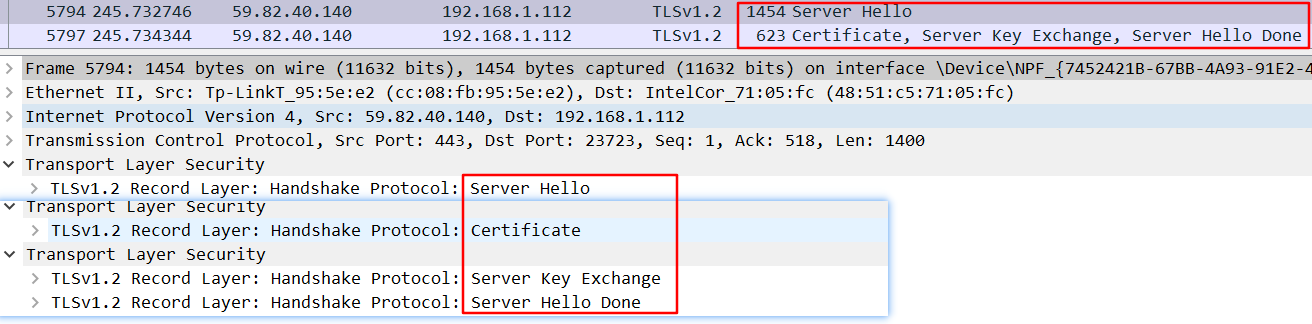 5794 245.732746 59.82.40.140 192.168.1.112 TLSv1.2 1454 Server Hello
5797 245.734344 59.82.40.140 192.168.1.112 TLSv1.2 623 Certificate, Server Key Exchange, Server Hello Done
Frame 5794: 1454 bytes on wire (11632 bits), 1454 bytes captured (11632 bits) on interface \Device\NPF_{7452421B-67BB-4A93-91E2-4
Ethernet II, Src: Tp-LinkT_95:5e:e2 (cc:08:fb:95:5e:e2), Dst: IntelCor_71:05:fc (48:51:c5:71:05:fc)
Internet Protocol Version 4, Src: 59.82.40.140, Dst: 192.168.1.112
Transmission Control Protocol, Src Port: 443, Dst Port: 23723, Seq: 1, Ack: 518, Len: 1400
Transport Layer Security
TLSv1.2 Record Layer: Handshake Protocol: Server Hello
Transport Layer Security
TLSv1.2 Record Layer: Handshake Protocol: Certificate
Transport Layer Security
TLSv1.2 Record Layer: Handshake Protocol: Server Key Exchange
TLSv1.2 Record Layer: Handshake Protocol: Server Hello Done